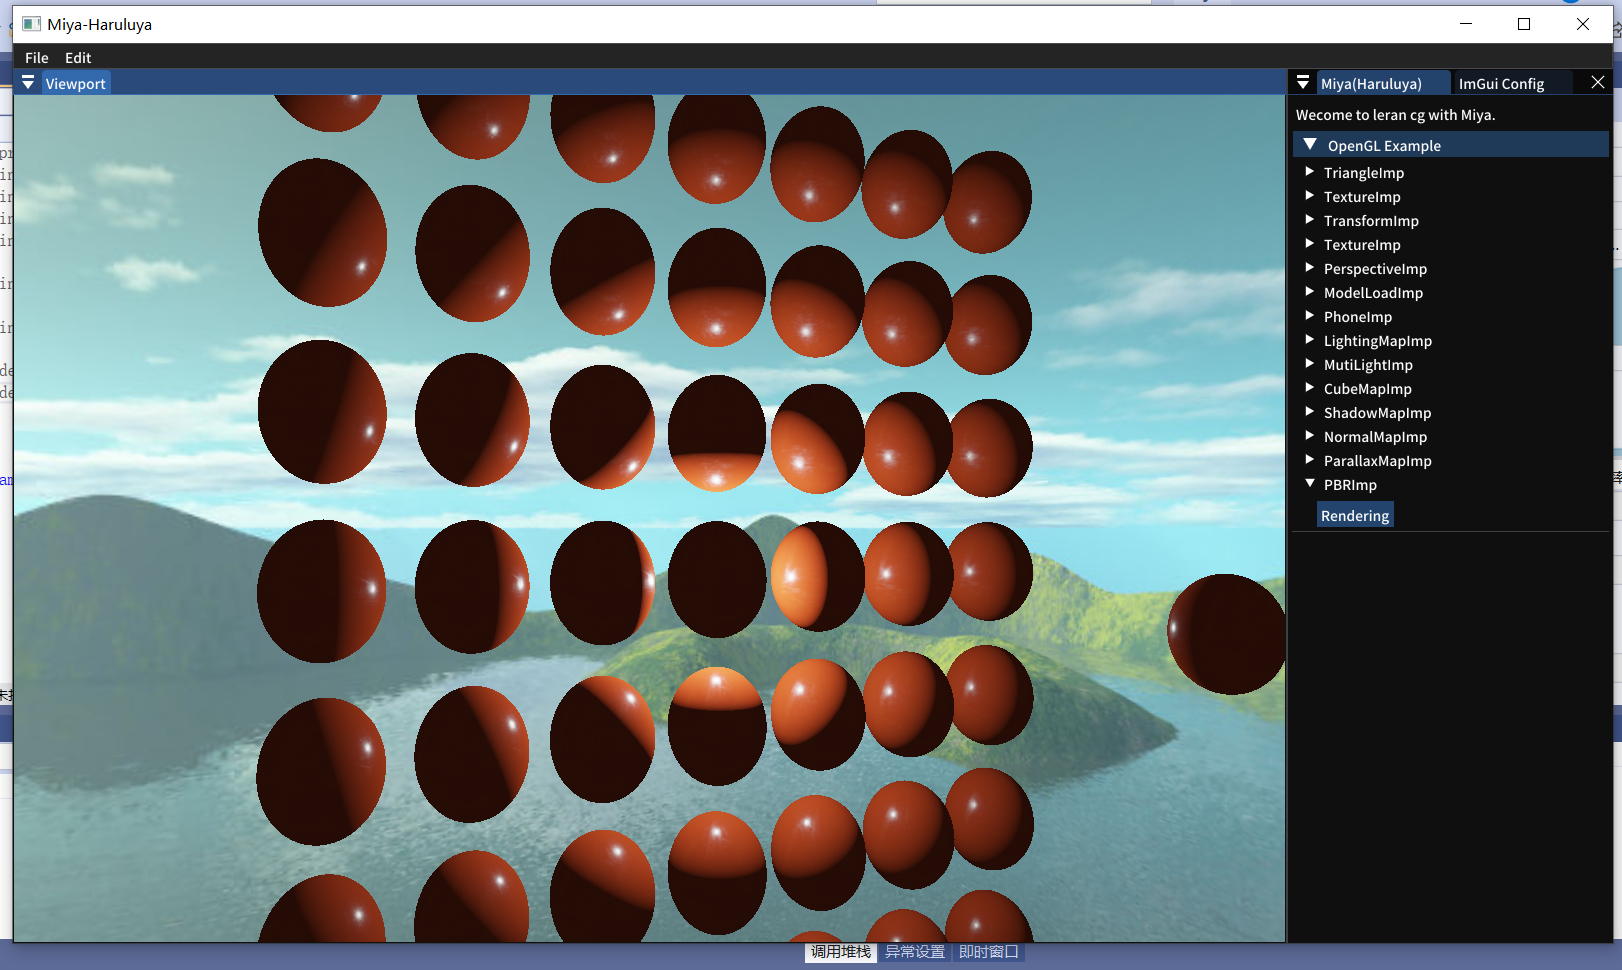 Miya-Haruluya
File Edit
Viewport
Miya(Haruluya) ImGui Config
Wecome to leran cg with Miya.
OpenGL Example
TriangleImp
TextureImp
TransformImp
TextureImp
PerspectiveImp
ModelLoadImp
PhoneImp
LightingMapImp
MutiLightImp
CubeMapImp
ShadowMapImp
NormalMapImp
ParallaxMapImp
PBRImp
Rendering
调用堆栈 异常设置 即时窗口